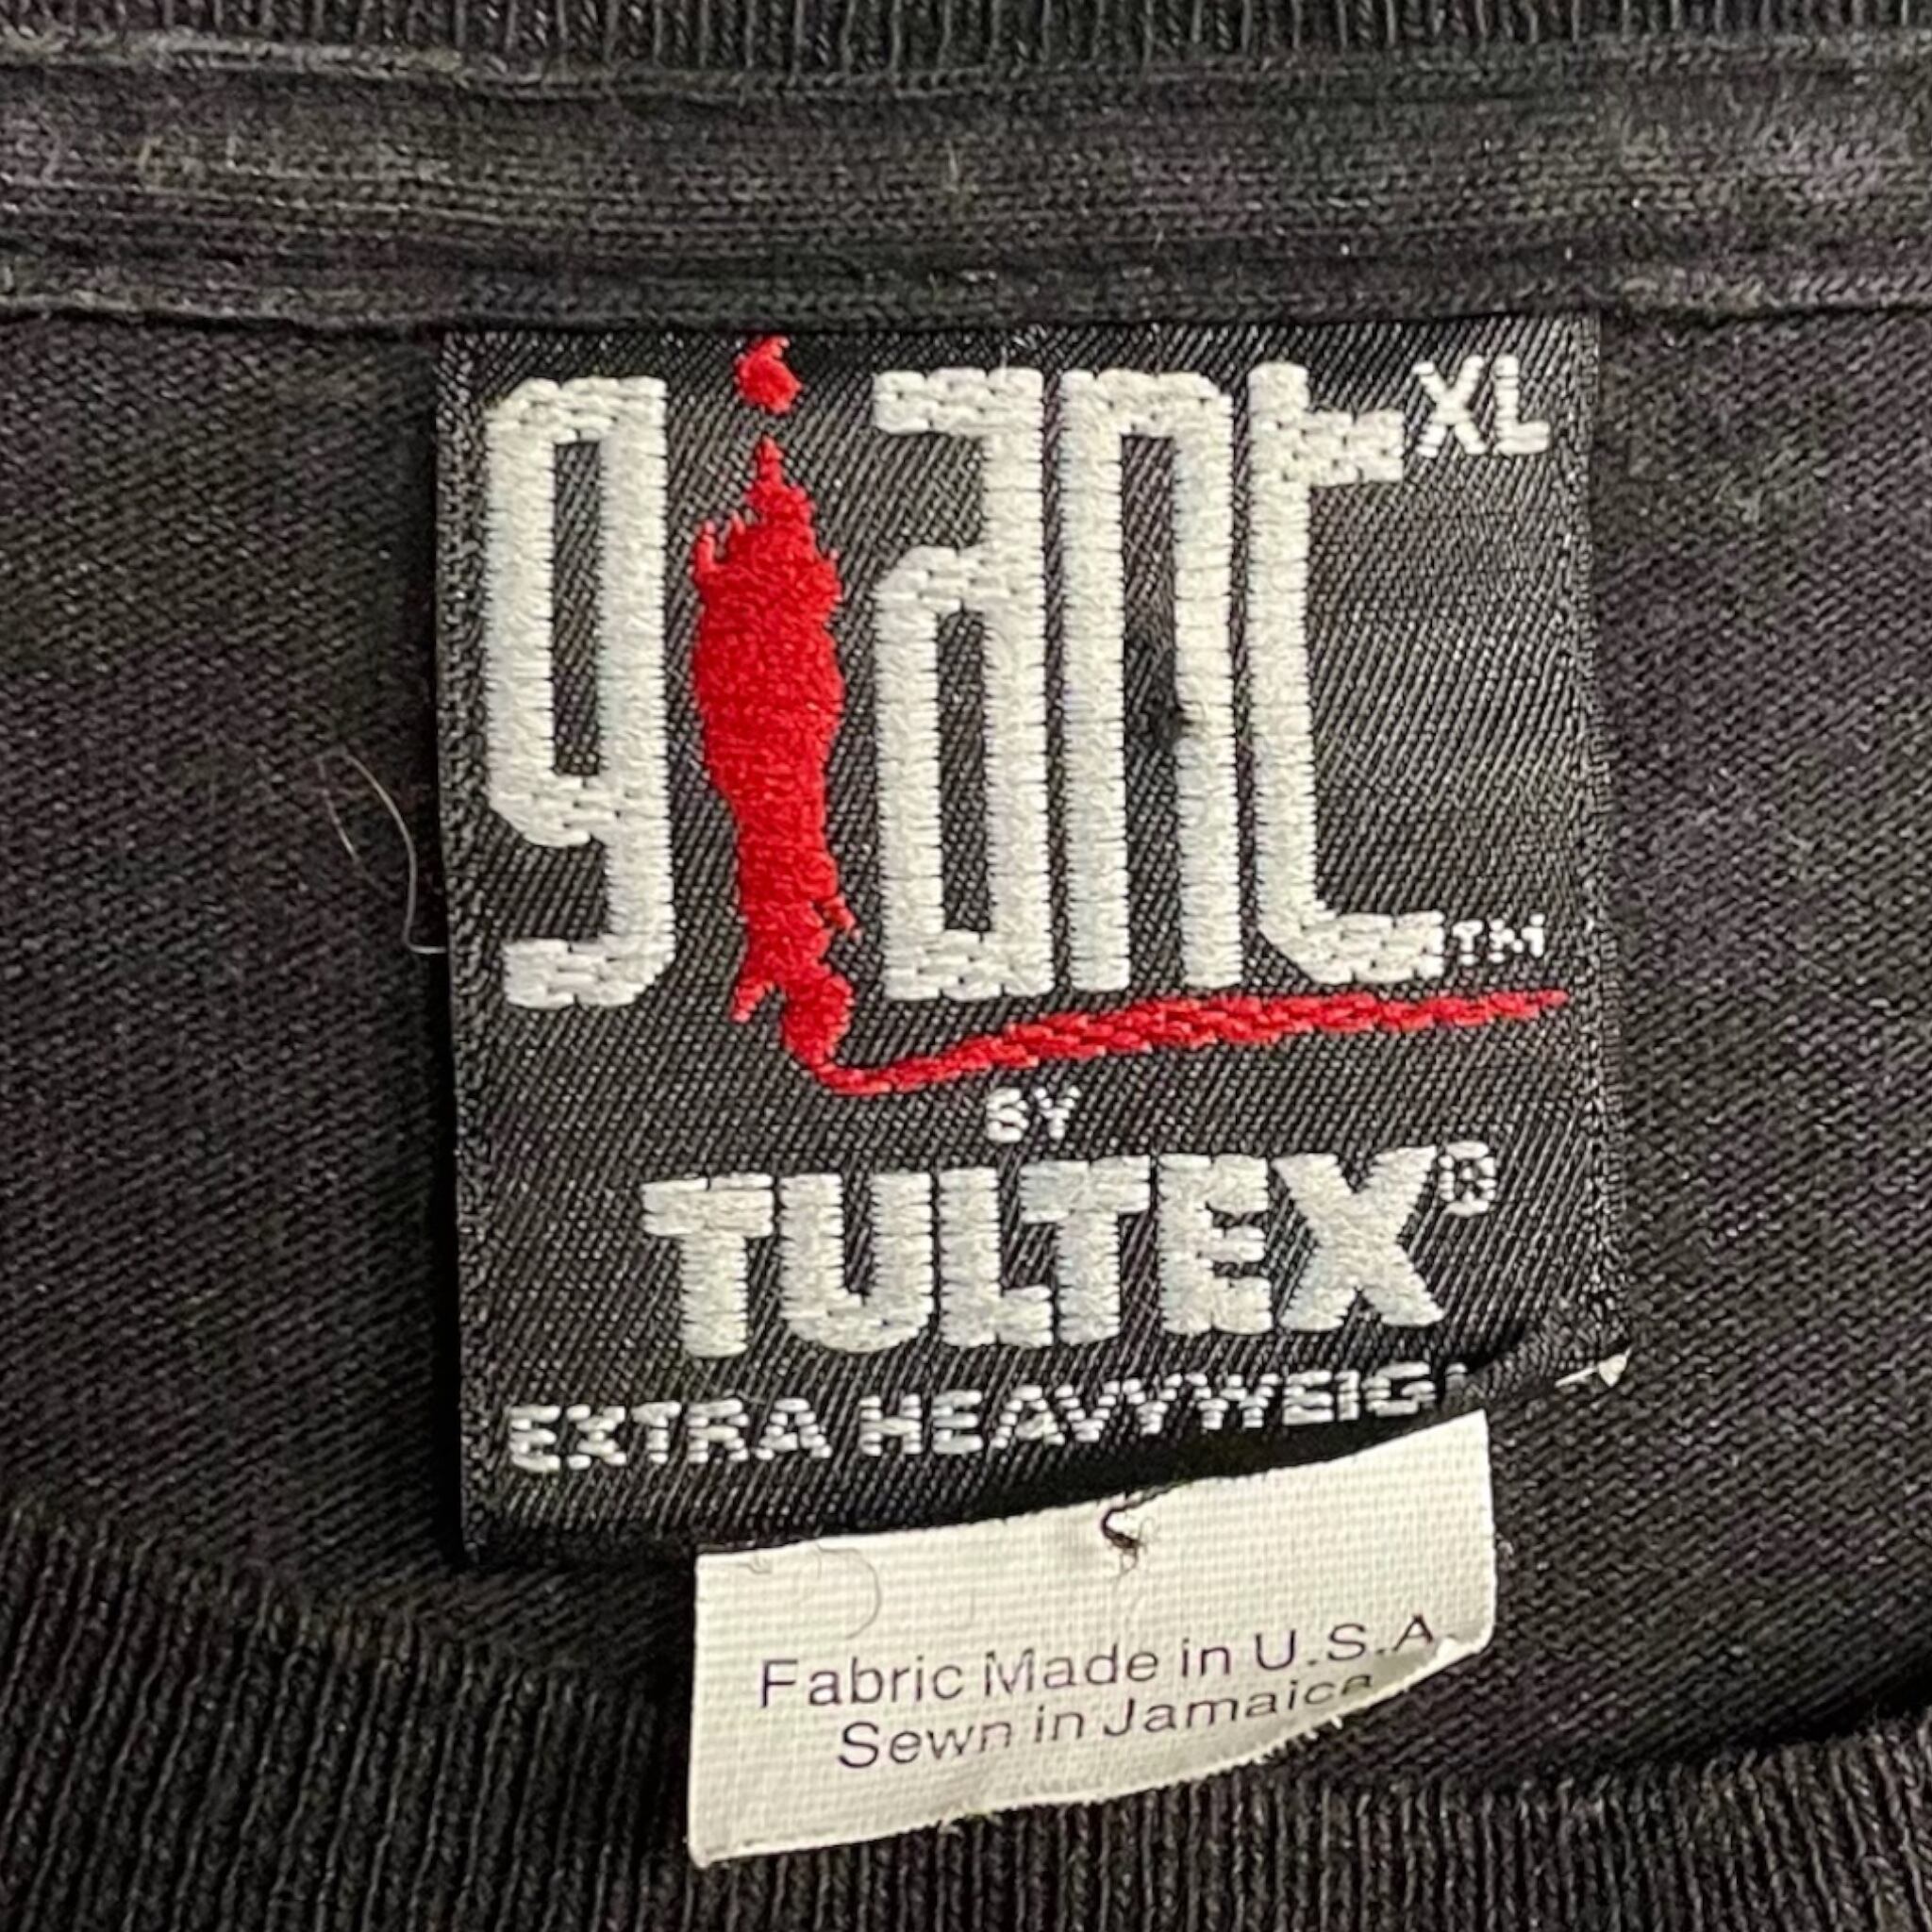 giant XL
TM
BY
TULTEX®
EXTRA HEAVYWEIG
Fabric Made in U.S.A.
Sewn in Jamaica